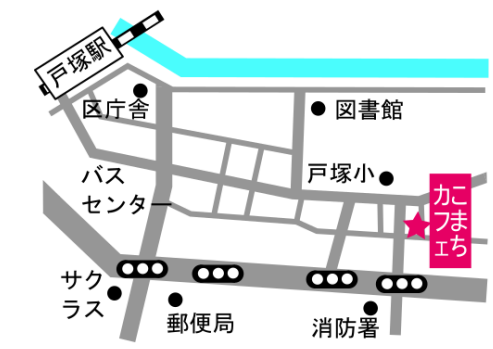 戸塚駅
区庁舎
図書館
バス
センター
戸塚小
こまち
カフェ
サク
ラス
郵便局
消防署